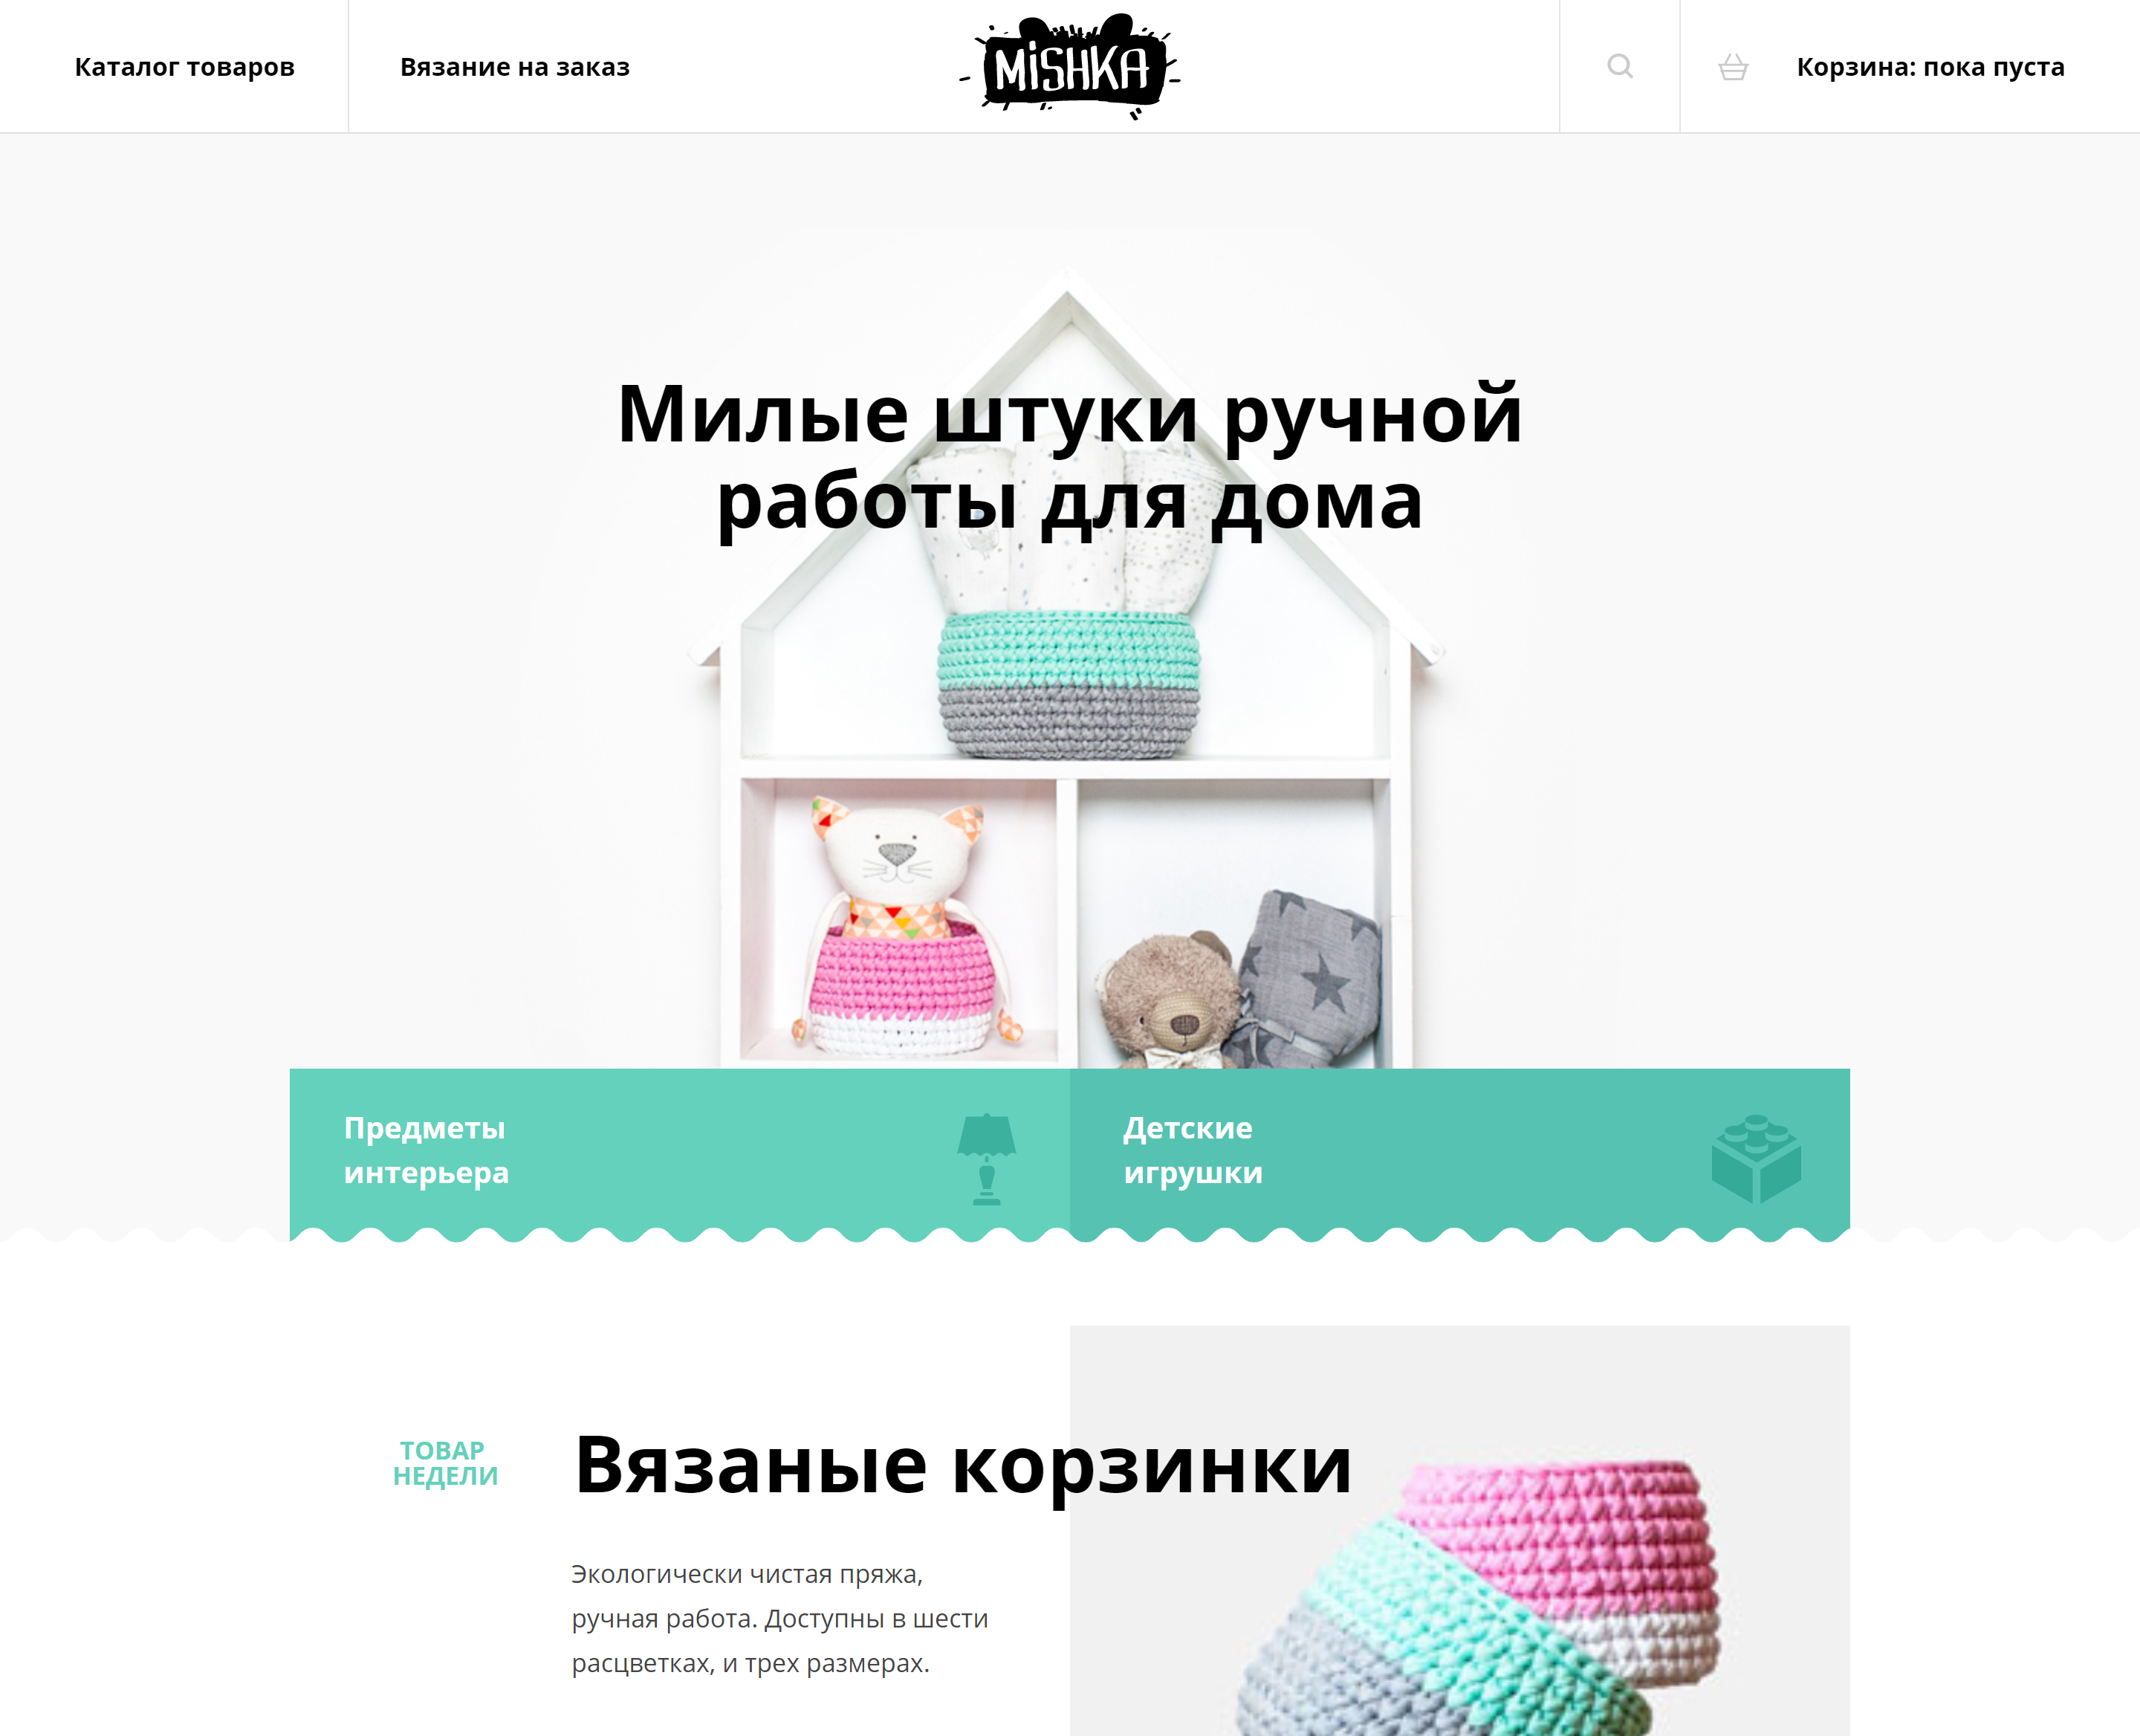 Каталог товаров
Вязание на заказ
MiSHKA
Корзина: пока пуста
Милые штуки ручной
работы для дома
Предметы
интерьера
Детские
игрушки
ТОВАР
НЕДЕЛИ
Вязаные корзинки
Экологически чистая пряжа,
ручная работа. Доступны в шести
расцветках, и трех размерах.